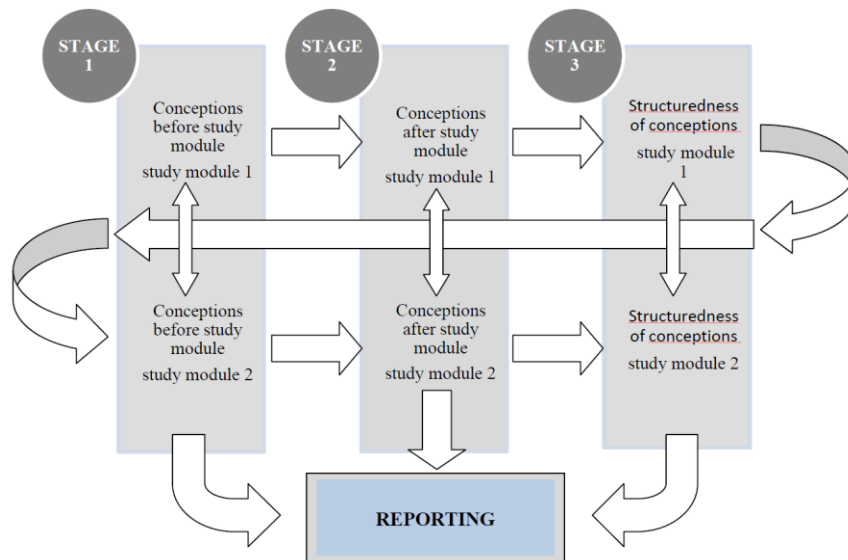 STAGE
1
STAGE
2
STAGE
3
Conceptions
before study
module
study module 1
Conceptions
after study
module
study module 1
Structuredness
of conceptions
study module
1
Conceptions
before study
module
study module 2
Conceptions
after study
module
study module 2
Structuredness
of conceptions
study module 2
REPORTING